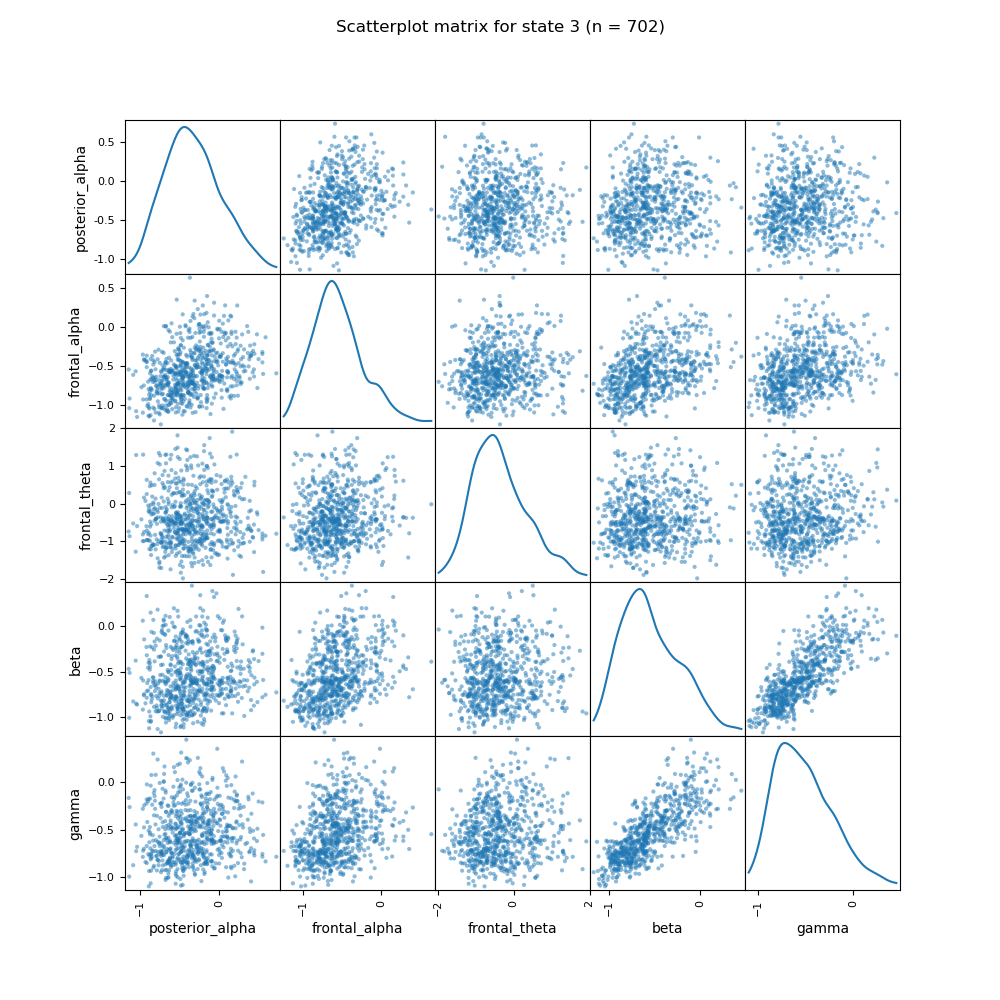 Scatterplot matrix for state 3 (n = 702)
posterior_alpha
0.5
0.0
−0.5
−1.0
frontal_alpha
0.5
0.0
−0.5
−1.0
frontal_theta
2
1
0
−1
−2
beta
0.0
−0.5
−1.0
gamma
0.0
−0.5
−1.0
−1 0 −1 0 −2 0 2 −1 0 −1 0
posterior_alpha frontal_alpha frontal_theta beta gamma